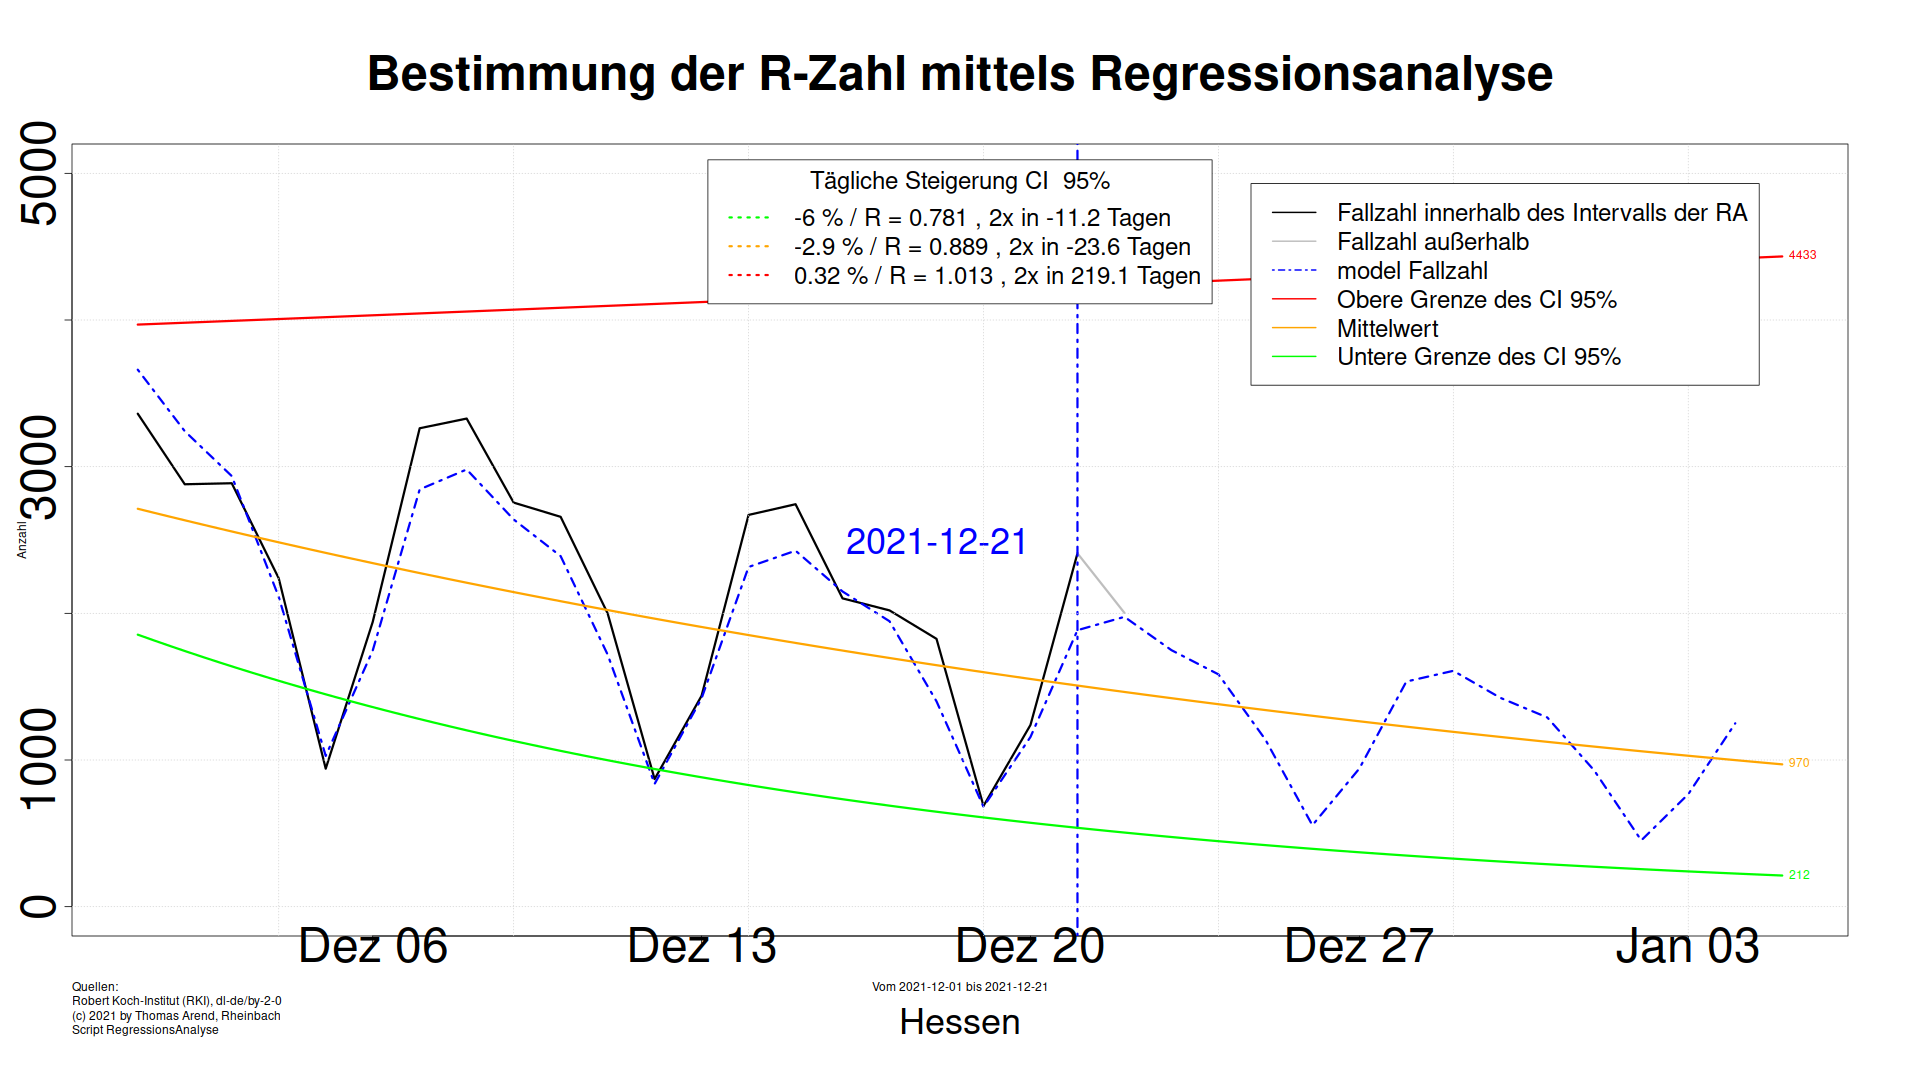 Bestimmung der R-Zahl mittels Regressionsanalyse
Anzahl
5000
3000
1000
0
Tägliche Steigerung CI  95%
-6 % / R = 0.781 , 2x in -11.2 Tagen
-2.9 % / R = 0.889 , 2x in -23.6 Tagen
0.32 % / R = 1.013 , 2x in 219.1 Tagen
Fallzahl innerhalb des Intervalls der RA
Fallzahl außerhalb
model Fallzahl
Obere Grenze des CI 95%
Mittelwert
Untere Grenze des CI 95%
4433
2021-12-21
970
212
Dez 06
Dez 13
Dez 20
Dez 27
Jan 03
Quellen:
Robert Koch-Institut (RKI), dl-de/by-2-0
(c) 2021 by Thomas Arend, Rheinbach
Script RegressionsAnalyse
Vom 2021-12-01 bis 2021-12-21
Hessen